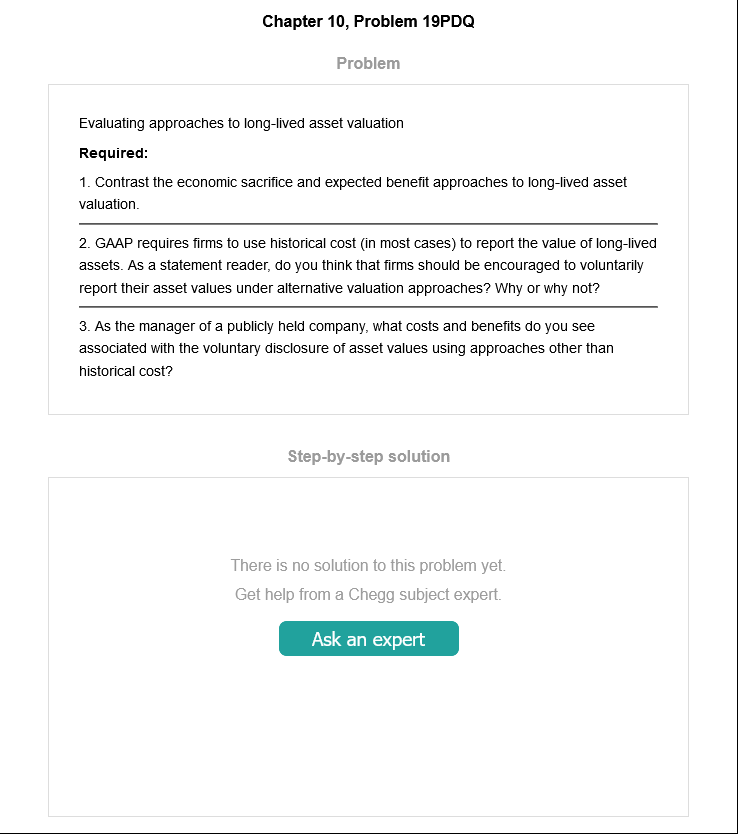 Chapter 10, Problem 19PDQ
Problem
Evaluating approaches to long-lived asset valuation
Required:
1. Contrast the economic sacrifice and expected benefit approaches to long-lived asset
valuation.
2. GAAP requires firms to use historical cost (in most cases) to report the value of long-lived
assets. As a statement reader, do you think that firms should be encouraged to voluntarily
report their asset values under alternative valuation approaches? Why or why not?
3. As the manager of a publicly held company, what costs and benefits do you see
associated with the voluntary disclosure of asset values using approaches other than
historical cost?
Step-by-step solution
There is no solution to this problem yet.
Get help from a Chegg subject expert.
Ask an expert